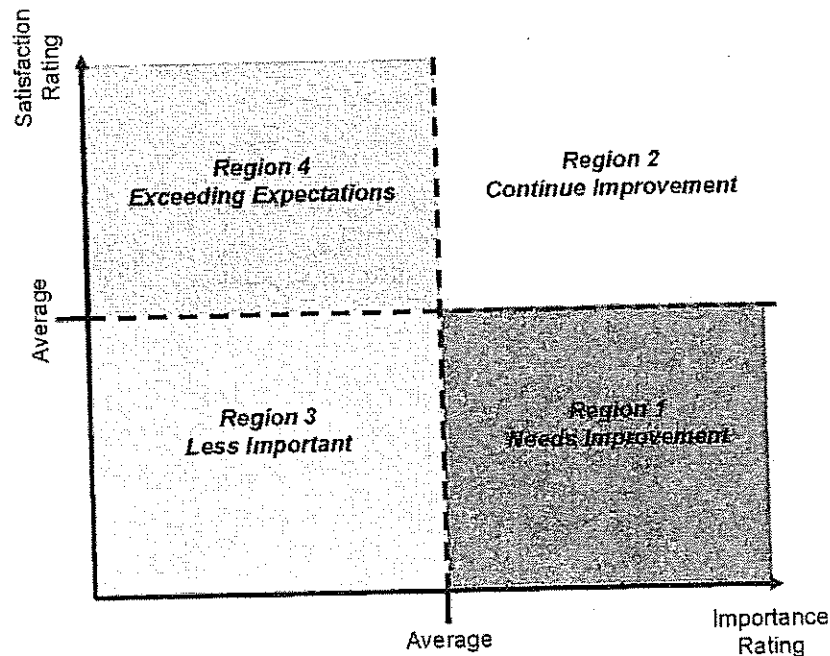 Satisfaction
Rating
Region 4
Exceeding Expectations
Region 2
Continue Improvement
Average
Region 3
Less Important
Region 1
Needs Improvement
Average
Importance
Rating